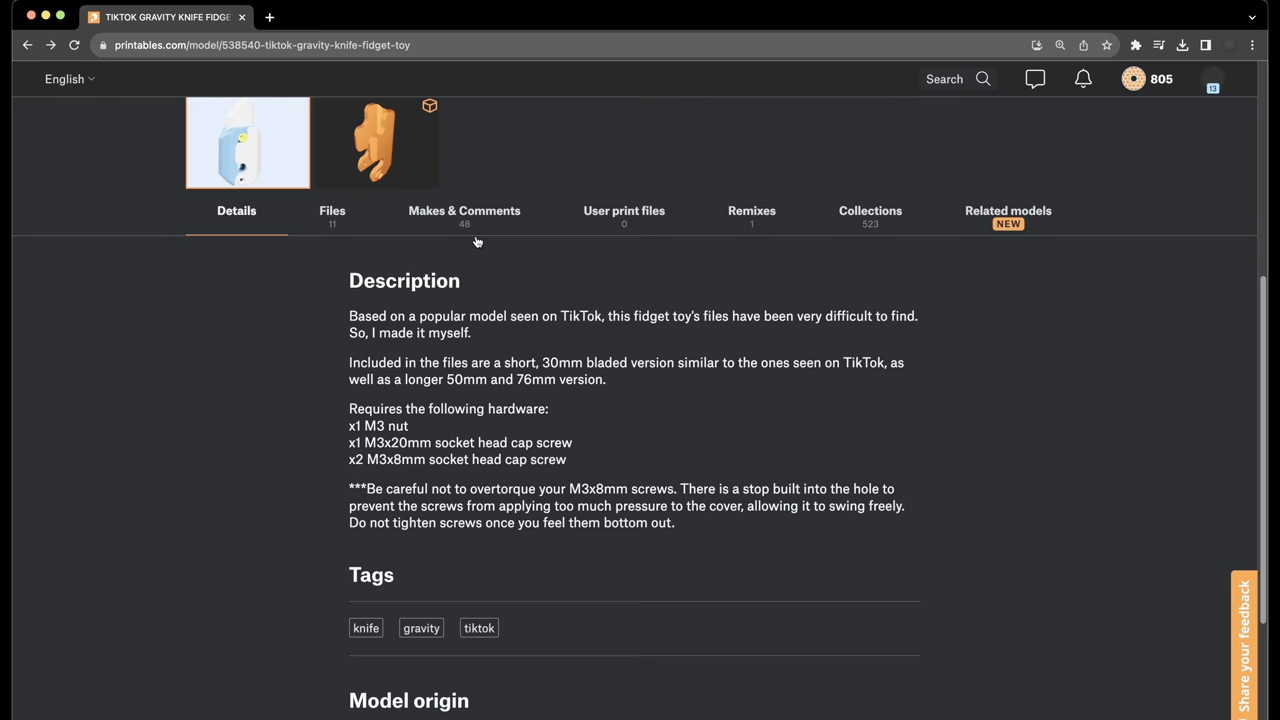 TIKTOK GRAVITY KNIFE FIDGE
printables.com/model/538540-tiktok-gravity-knife-fidget-toy
English
Search
805
13
Details
Files
Makes & Comments
User print files
Remixes
Collections
Related models
11
48
0
1
523
NEW
Description
Based on a popular model seen on TikTok, this fidget toy's files have been very difficult to find.
So, I made it myself.
Included in the files are a short, 30mm bladed version similar to the ones seen on TikTok, as
well as a longer 50mm and 76mm version.
Requires the following hardware:
x1 M3 nut
x1 M3x20mm socket head cap screw
x2 M3x8mm socket head cap screw
***Be careful not to overtorque your M3x8mm screws. There is a stop built into the hole to
prevent the screws from applying too much pressure to the cover, allowing it to swing freely.
Do not tighten screws once you feel them bottom out.
Tags
knife
gravity
tiktok
Model origin
Share your feedback